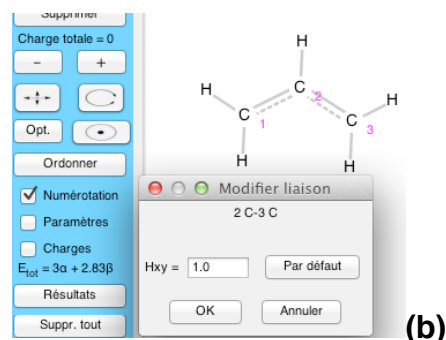 Supprimer
Charge totale = 0
- +
Opt.
Ordonner
Numérotation
Paramètres
Charges
Etot = 3α + 2.83β
Résultats
Suppr. tout
H
H H
C 1 C 2 C 3
H H
Modifier liaison
2 C-3 C
Hxy = 1.0 Par défaut
OK Annuler
(b)